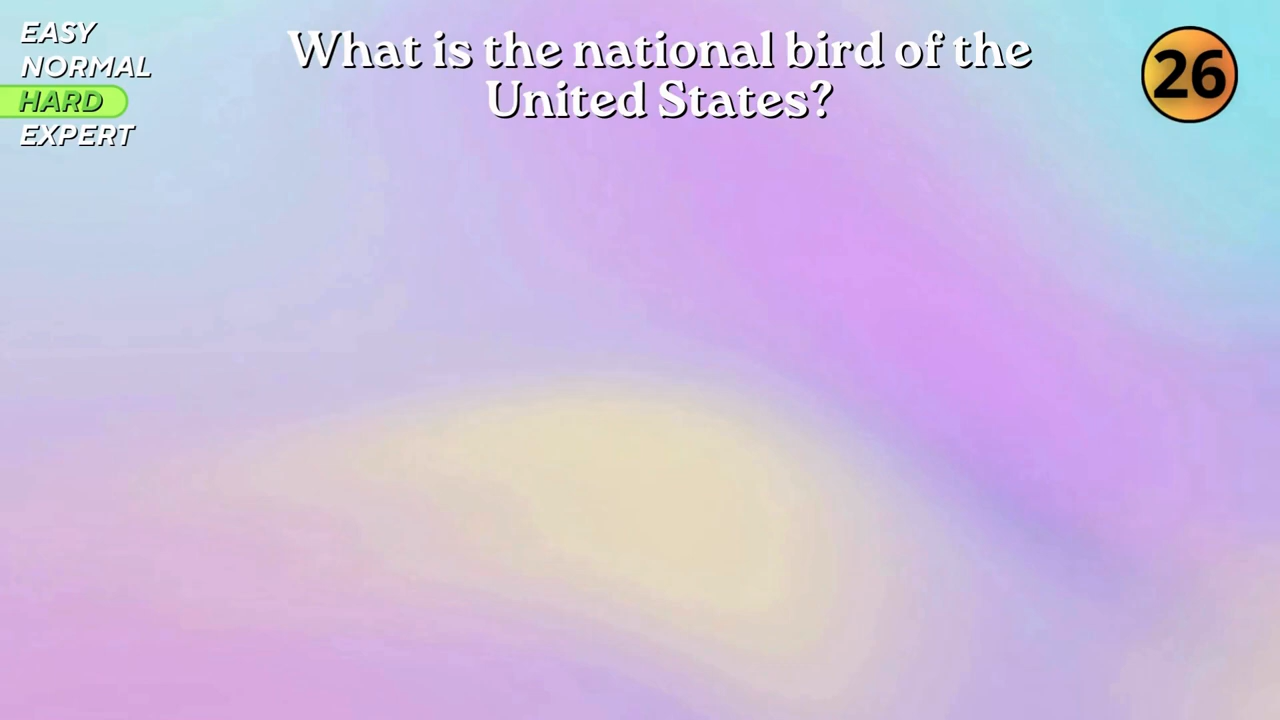 EASY
NORMAL
HARD
EXPERT
What is the national bird of the
United States?
26